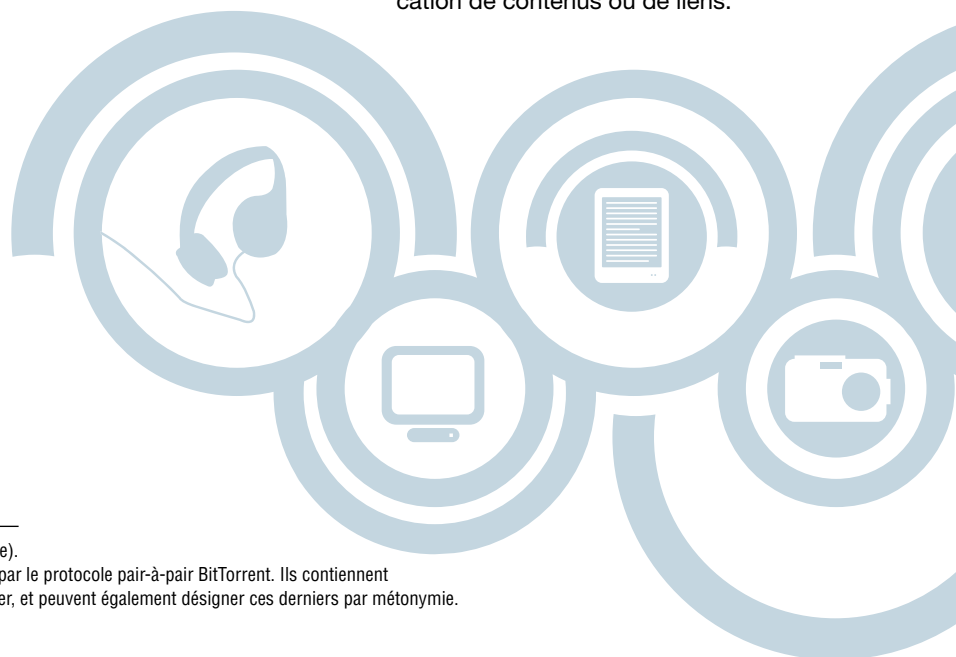 cation de contenus ou de liens.
e).
par le protocole pair-à-pair BitTorrent. Ils contiennent
er, et peuvent également désigner ces derniers par métonymie.